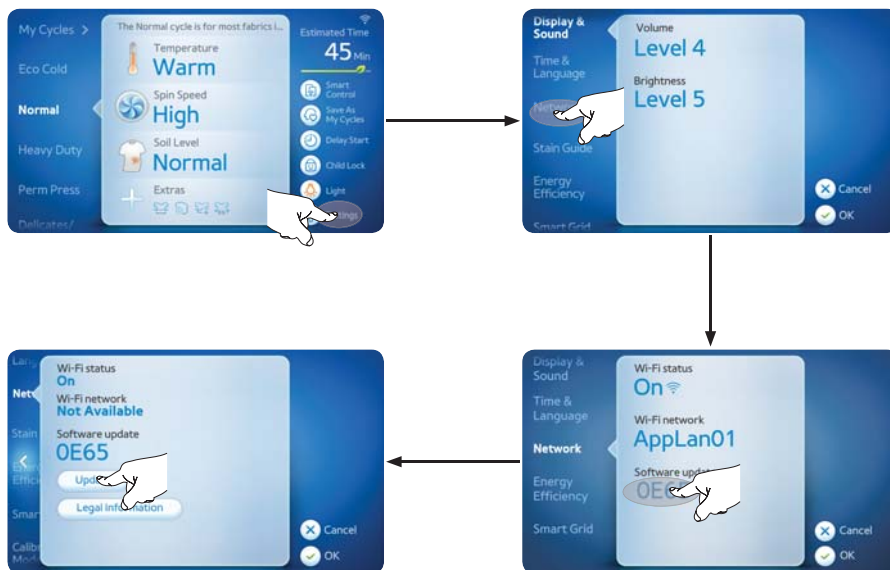 My Cycles >
Eco Cold
Normal
Heavy Duty
Perm Press
Delicates/
The Normal cycle is for most fabrics i...
Temperature
Warm
Spin Speed
High
Soil Level
Normal
Extras
Estimated Time
45 Min
Smart
Control
Save As
My Cycles
Delay Start
Child Lock
Light
Display &
Sound
Time &
Language
Stain Guide
Energy
Efficiency
Smart Grid
Volume
Level 4
Brightness
Level 5
Cancel
OK
Wi-Fi status
On
Wi-Fi network
Not Available
Software update
0E65
Legal Information
Stain
Cancel
OK
Display &
Sound
Time &
Language
Network
Energy
Efficiency
Smart Grid
Wi-Fi status
On
Wi-Fi network
AppLan01
Software
Cancel
OK